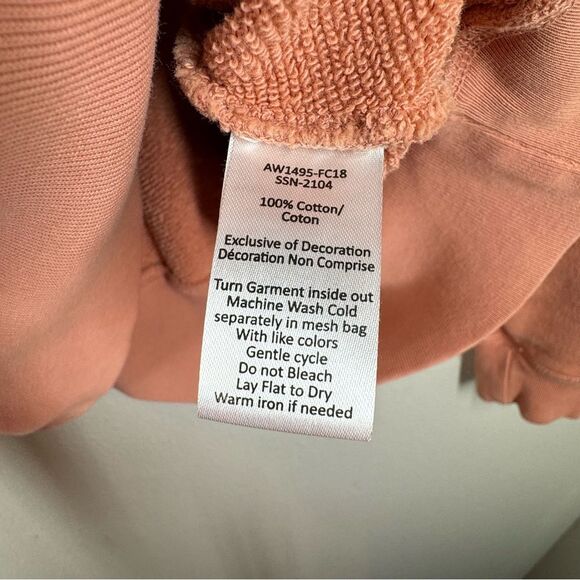 AW1495-FC18
SSN-2104
100% Cotton/
Coton
Exclusive of Decoration
Décoration Non Comprise
Turn Garment inside out
Machine Wash Cold
separately in mesh bag
With like colors
Gentle cycle
Do not Bleach
Lay Flat to Dry
Warm iron if needed